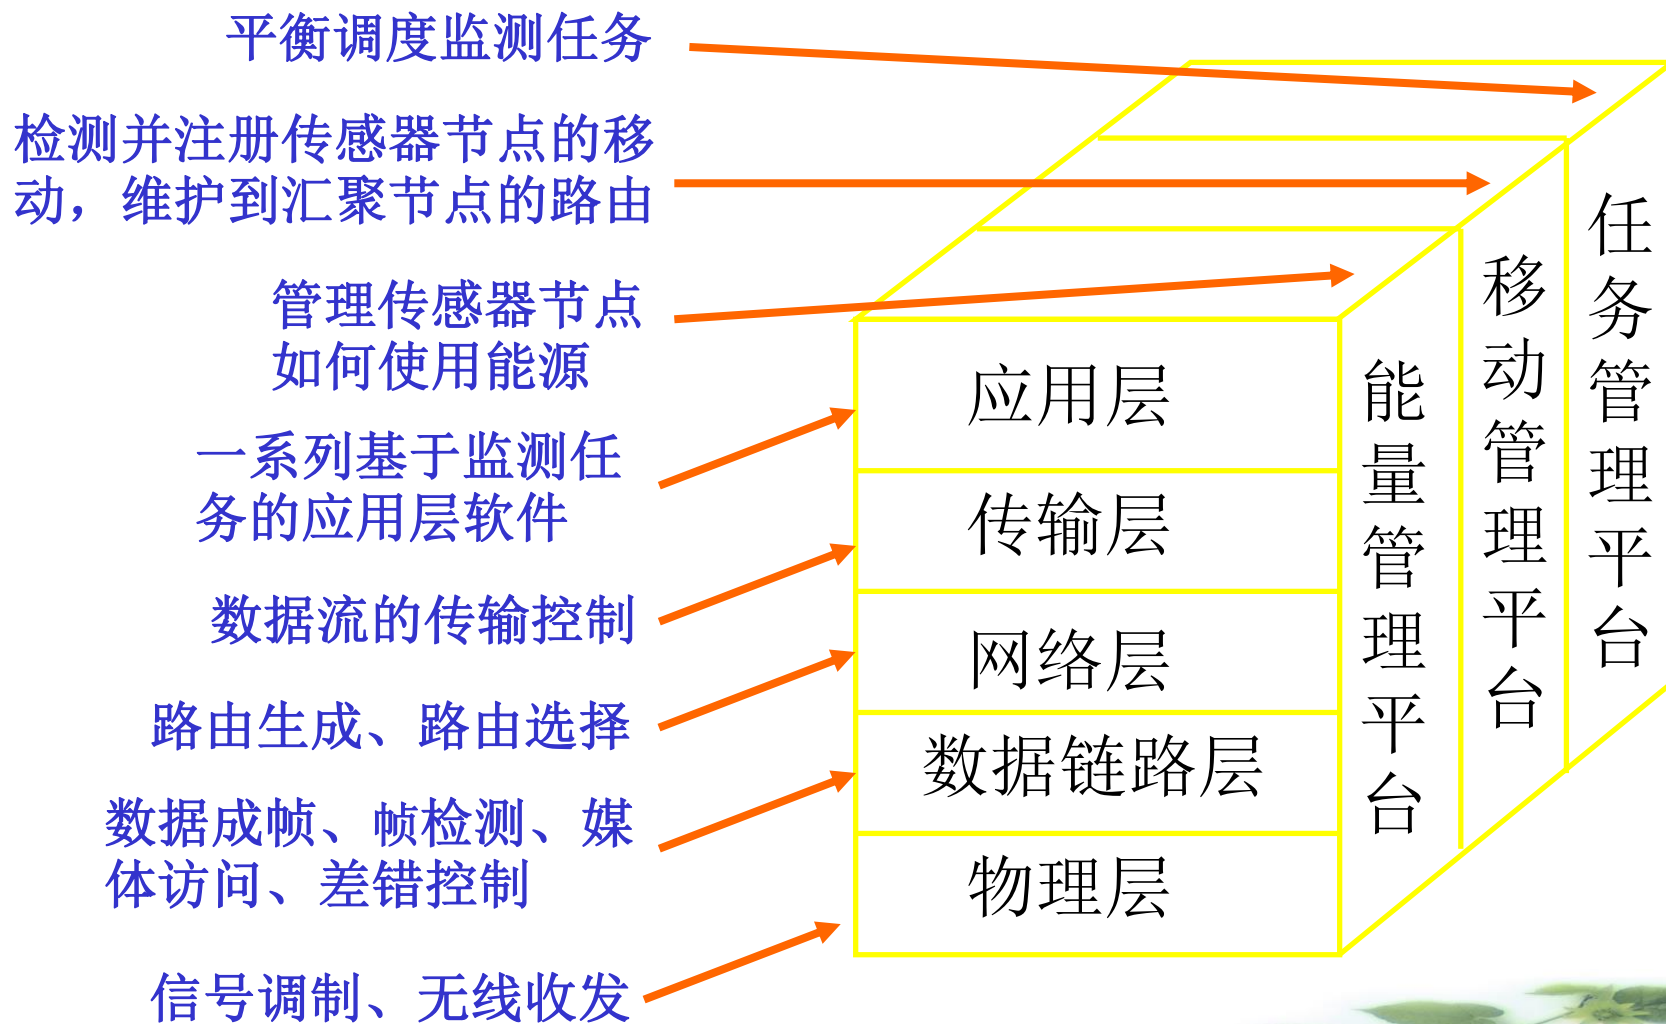 平衡调度监测任务
检测并注册传感器节点的移
动，维护到汇聚节点的路由
管理传感器节点
如何使用能源
一系列基于监测任
务的应用层软件
数据流的传输控制
路由生成、路由选择
数据成帧、帧检测、媒
体访问、差错控制
信号调制、无线收发
应用层
传输层
网络层
数据链路层
物理层
能量管理平台
移动管理平台
任务管理平台